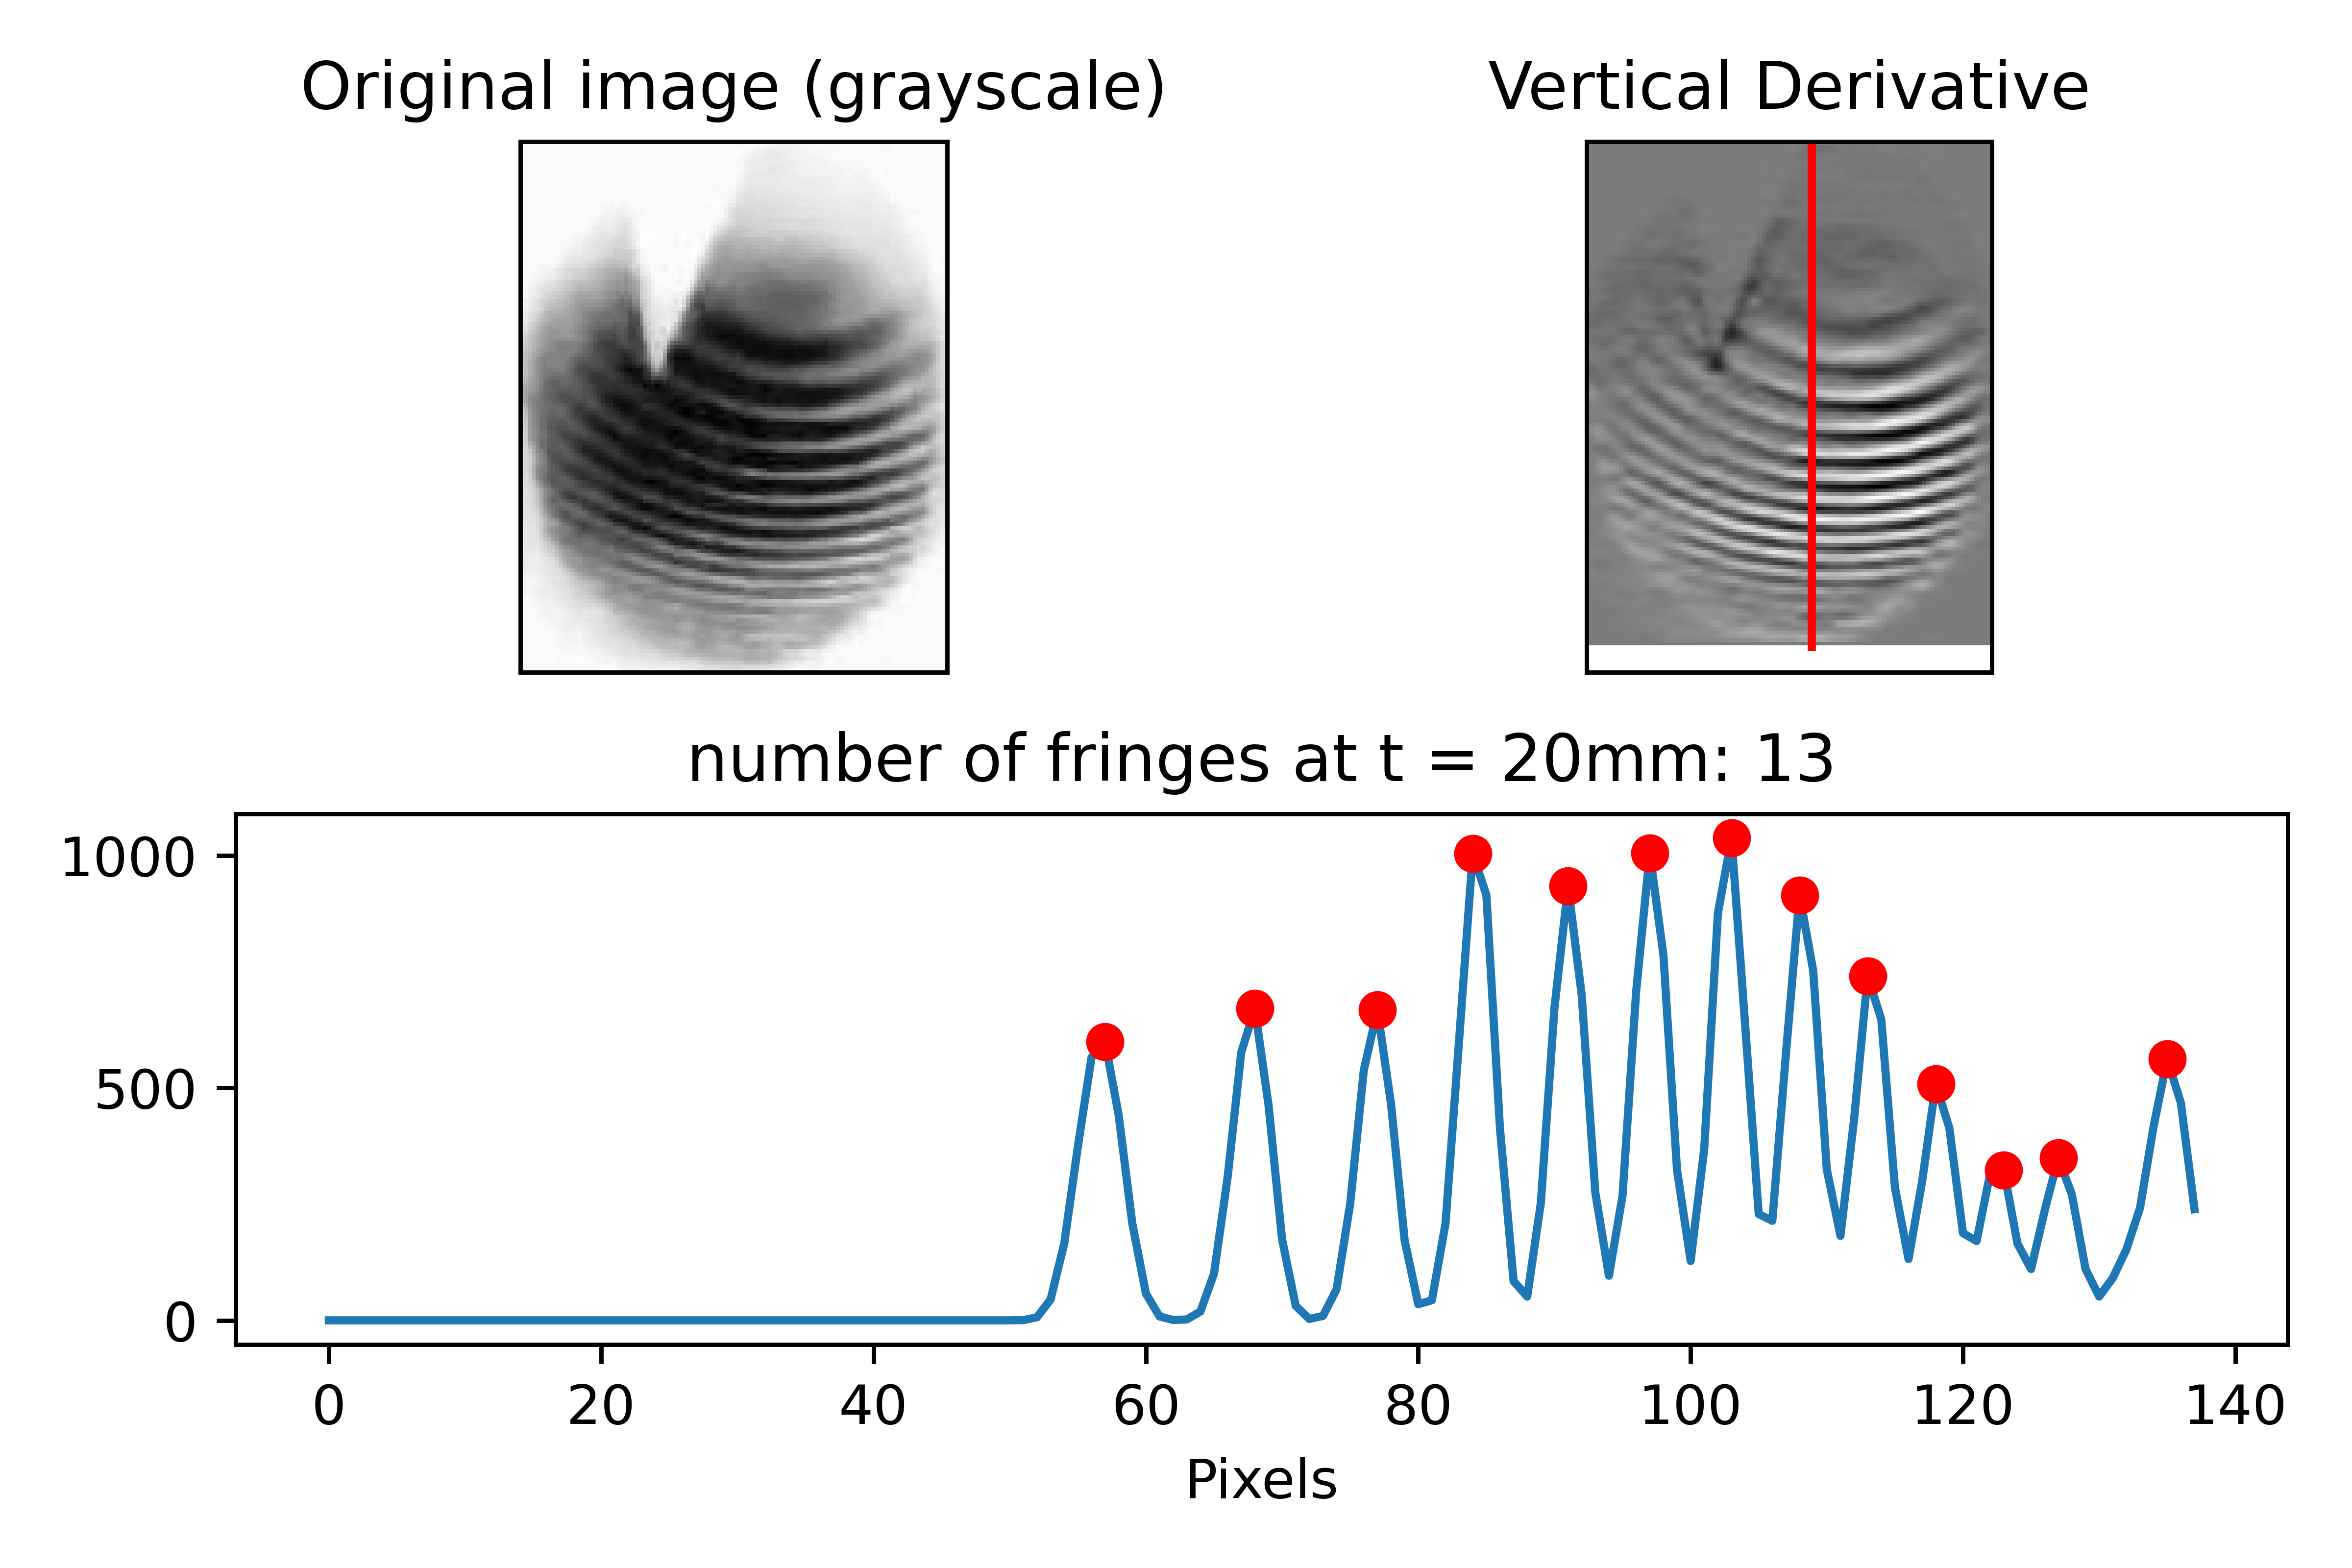 Original image (grayscale)
Vertical Derivative
number of fringes at t = 20mm: 13
1000
500
0
0 20 40 60 80 100 120 140
Pixels